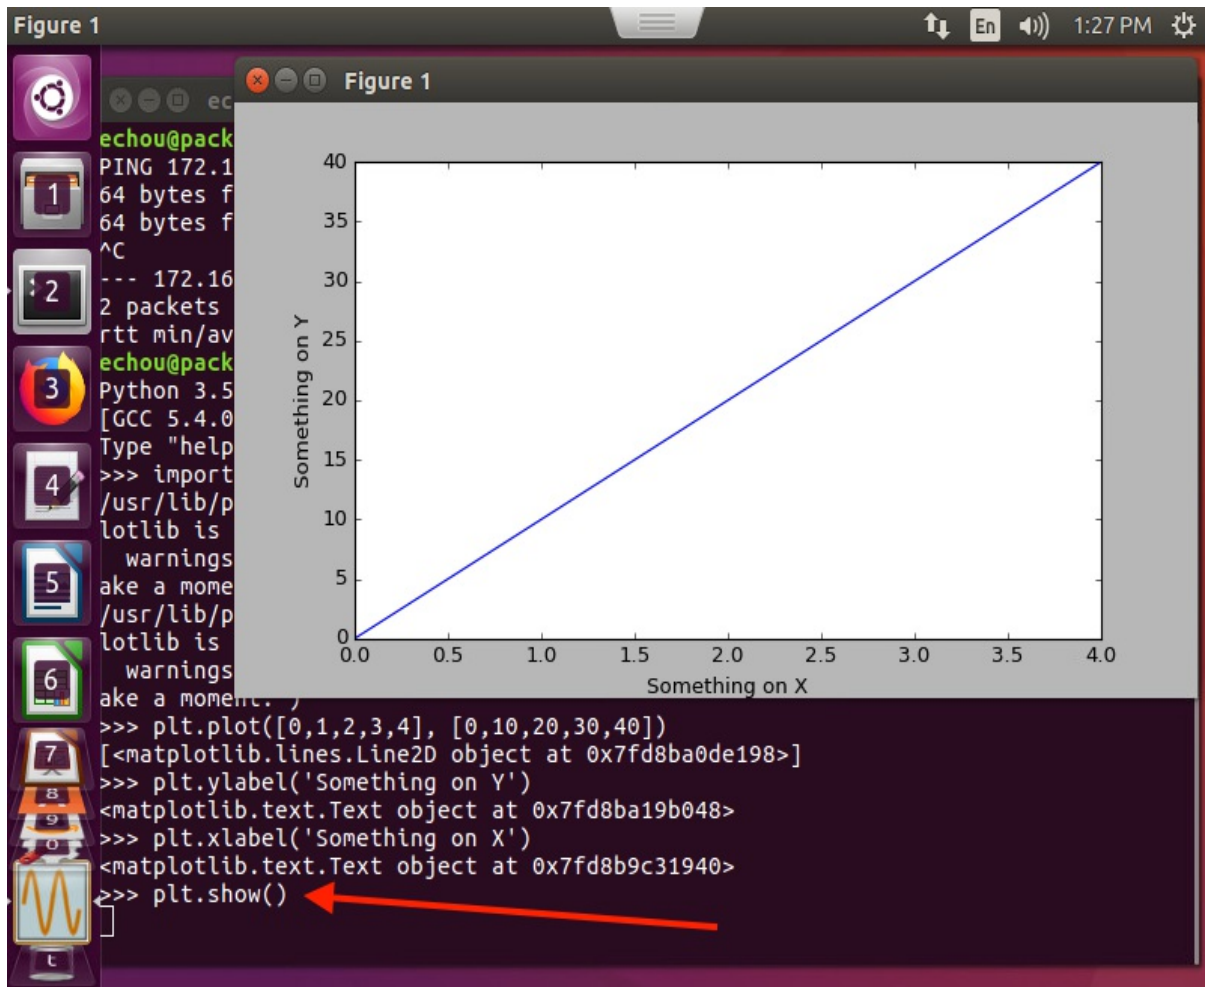 Figure 1
En
1:27 PM
Figure 1
ec
echou@pack
PING 172.1
64 bytes f
64 bytes f
^C
--- 172.16
2 packets
rtt min/av
echou@pack
Python 3.5
[GCC 5.4.0
Type "help
>>> import
/usr/lib/p
lotlib is
warnings
ake a mome
/usr/lib/p
lotlib is
warnings
ake a moment. ')
>>> plt.plot([0,1,2,3,4], [0,10,20,30,40])
[<matplotlib.lines.Line2D object at 0x7fd8ba0de198>]
>>> plt.ylabel('Something on Y')
<matplotlib.text.Text object at 0x7fd8ba19b048>
>>> plt.xlabel('Something on X')
<matplotlib.text.Text object at 0x7fd8b9c31940>
>>> plt.show()
1
2
3
4
5
6
7
8
9
0
t
40
35
30
25
20
15
10
5
0
Something on Y
0.0 0.5 1.0 1.5 2.0 2.5 3.0 3.5 4.0
Something on X